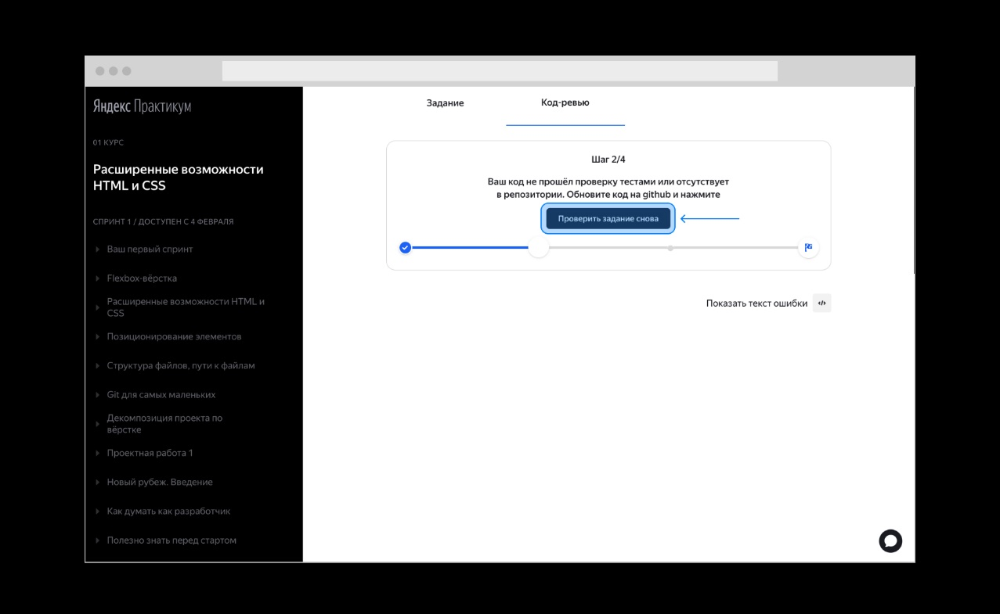 Яндекс Практикум
01 КУРС
Расширенные возможности
HTML и CSS
СПРИНТ 1 / ДОСТУПЕН С 4 ФЕВРАЛЯ
Ваш первый спринт
Flexbox-вёрстка
Расширенные возможности HTML и
CSS
Позиционирование элементов
Структура файлов, пути к файлам
Git для самых маленьких
Декомпозиция проекта по
вёрстке
Проектная работа 1
Новый рубеж. Введение
Как думать как разработчик
Полезно знать перед стартом
Задание
Код-ревью
Шаг 2/4
Ваш код не прошёл проверку тестами или отсутствует
в репозитории. Обновите код на github и нажмите
Проверить задание снова
Показать текст ошибки